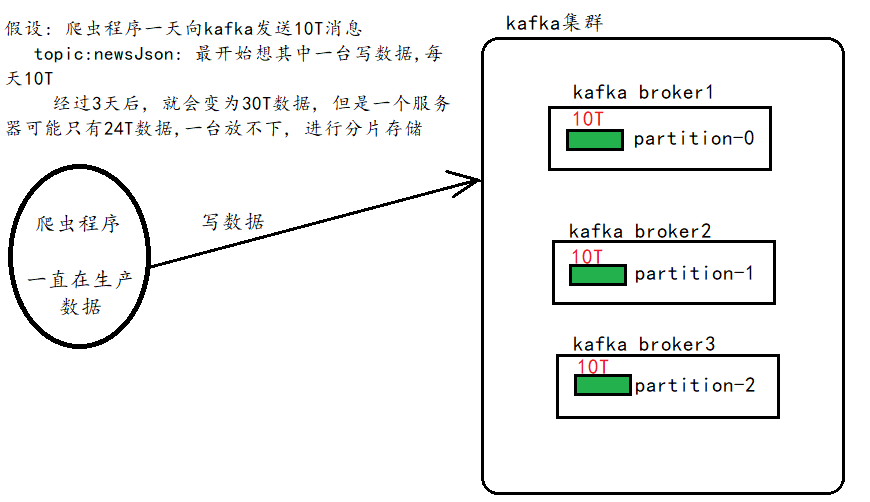 假设: 爬虫程序一天向kafka发送10T消息
topic:newsJson: 最开始想其中一台写数据,每
天10T
经过3天后, 就会变为30T数据, 但是一个服务
器可能只有24T数据,一台放不下, 进行分片存储
爬虫程序
一直在生产
数据
写数据
kafka集群
kafka broker1
10T
partition-0
kafka broker2
10T
partition-1
kafka broker3
10T
partition-2